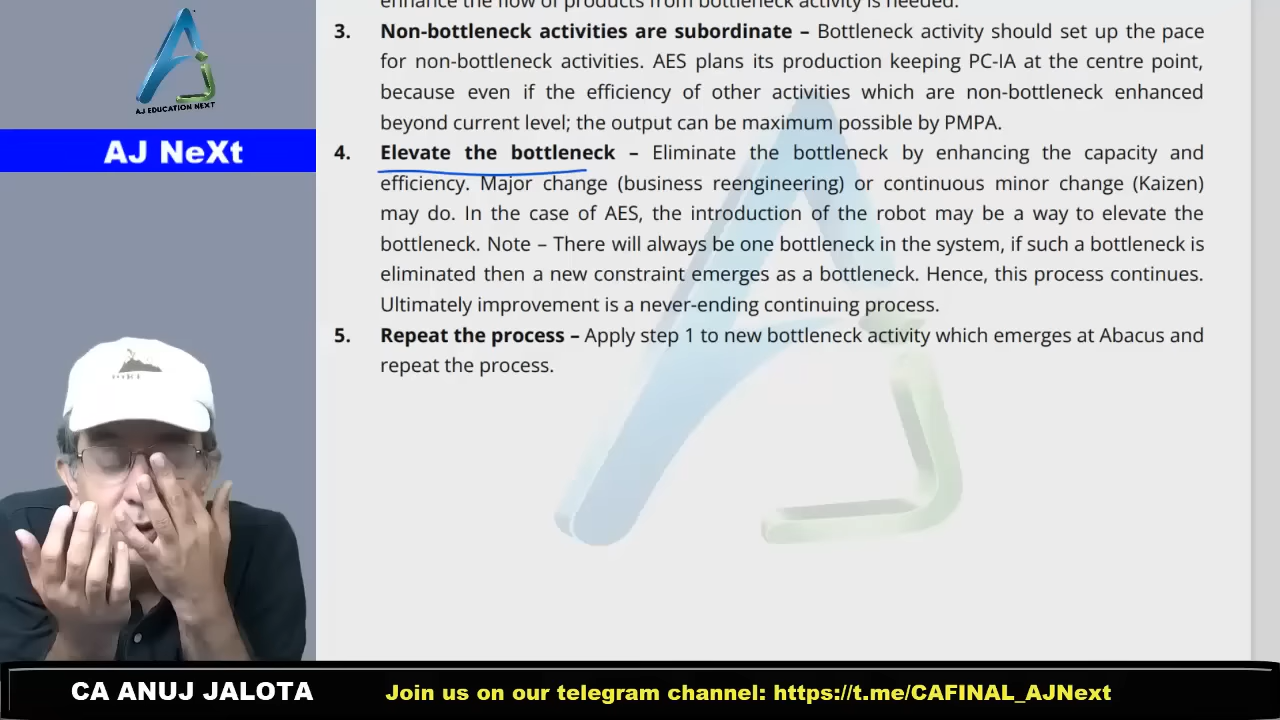 enhance the flow of products from bottleneck activity is needed.
3. Non-bottleneck activities are subordinate – Bottleneck activity should set up the pace
for non-bottleneck activities. AES plans its production keeping PC-IA at the centre point,
because even if the efficiency of other activities which are non-bottleneck enhanced
beyond current level; the output can be maximum possible by PMPA.
4. Elevate the bottleneck – Eliminate the bottleneck by enhancing the capacity and
efficiency. Major change (business reengineering) or continuous minor change (Kaizen)
may do. In the case of AES, the introduction of the robot may be a way to elevate the
bottleneck. Note – There will always be one bottleneck in the system, if such a bottleneck is
eliminated then a new constraint emerges as a bottleneck. Hence, this process continues.
Ultimately improvement is a never-ending continuing process.
5. Repeat the process – Apply step 1 to new bottleneck activity which emerges at Abacus and
repeat the process.
AJ EDUCATION NEXT
AJ NeXt
CA ANUJ JALOTA
Join us on our telegram channel: https://t.me/CAFINAL_AJNext